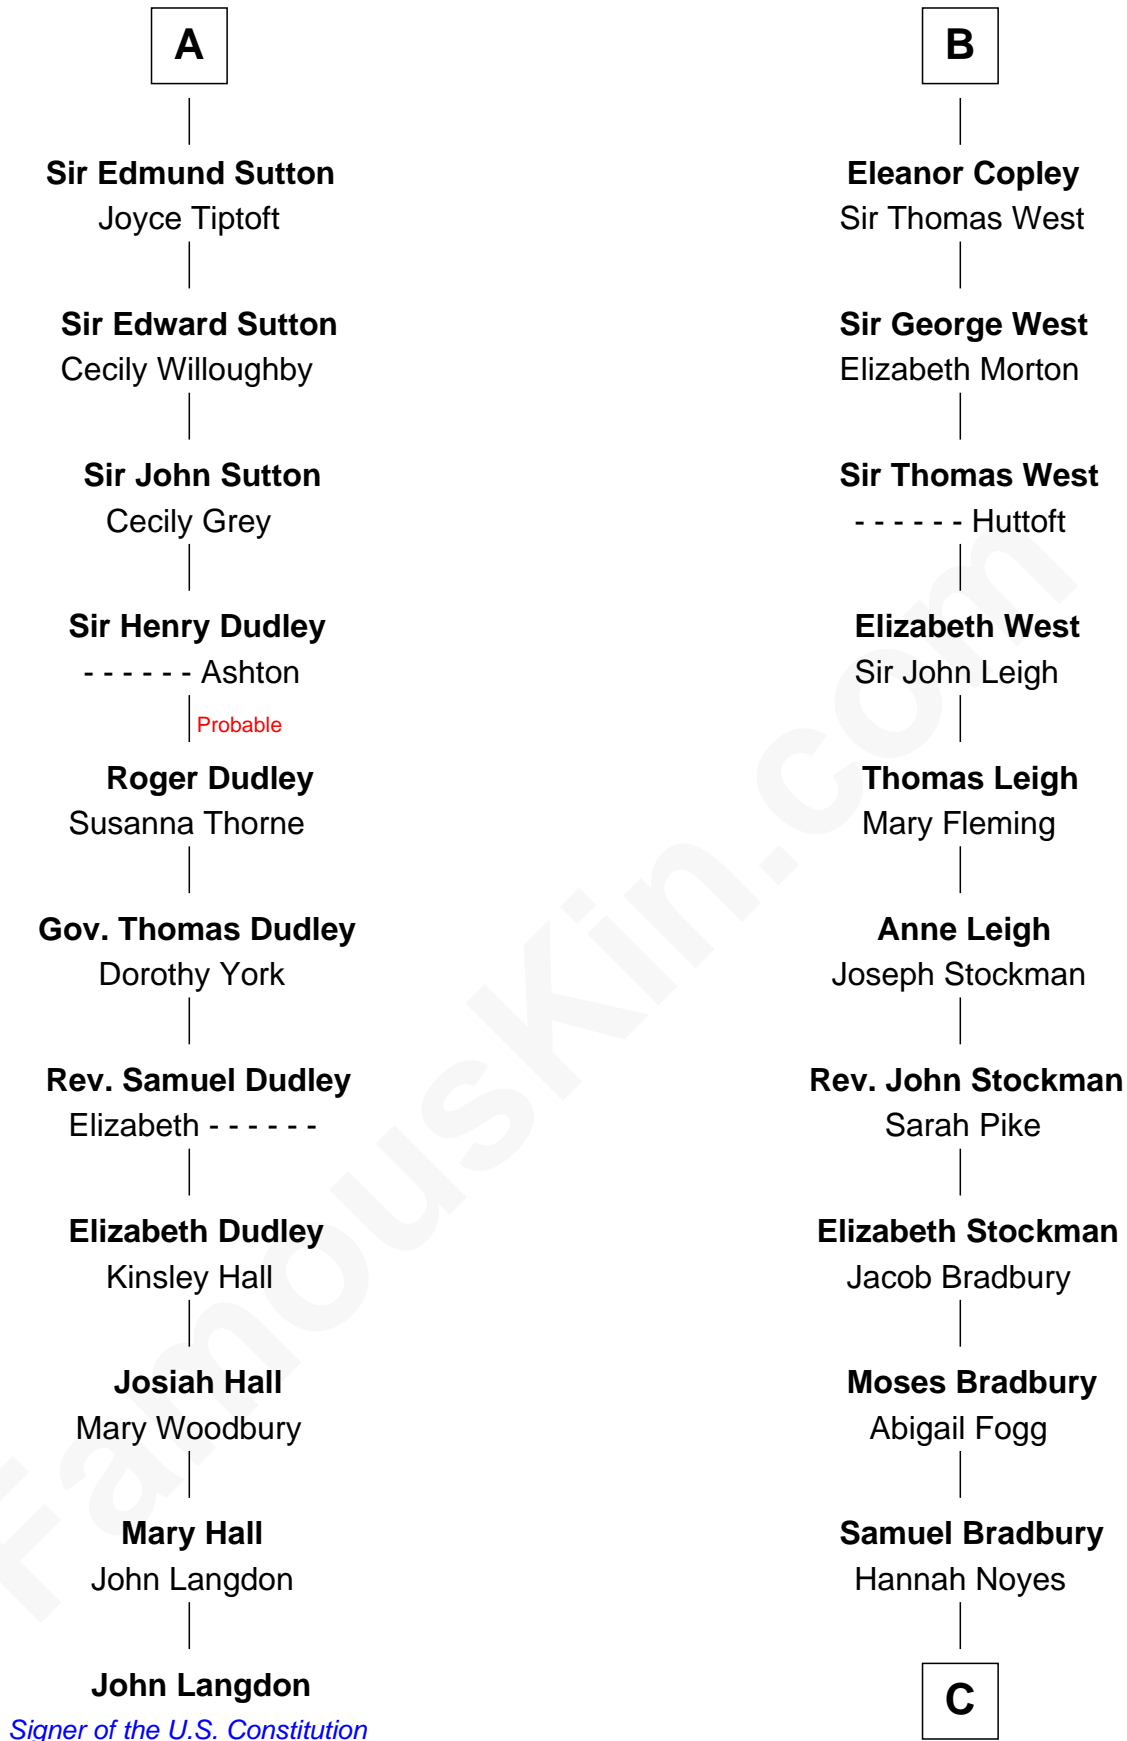 A
Sir Edmund Sutton
Joyce Tiptoft
Sir Edward Sutton
Cecily Willoughby
Sir John Sutton
Cecily Grey
Sir Henry Dudley
- - - - - - Ashton
Probable
Roger Dudley
Susanna Thorne
Gov. Thomas Dudley
Dorothy York
Rev. Samuel Dudley
Elizabeth - - - - - -
Elizabeth Dudley
Kinsley Hall
Josiah Hall
Mary Woodbury
Mary Hall
John Langdon
John Langdon
Signer of the U.S. Constitution
B
Eleanor Copley
Sir Thomas West
Sir George West
Elizabeth Morton
Sir Thomas West
- - - - - - Huttoft
Elizabeth West
Sir John Leigh
Thomas Leigh
Mary Fleming
Anne Leigh
Joseph Stockman
Rev. John Stockman
Sarah Pike
Elizabeth Stockman
Jacob Bradbury
Moses Bradbury
Abigail Fogg
Samuel Bradbury
Hannah Noyes
C
FamousKin.com